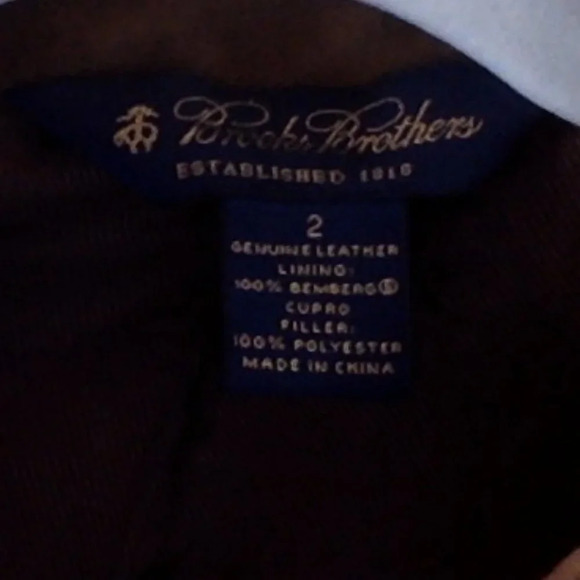 Brooks Brothers
ESTABLISHED 1818
2
GENUINE LEATHER
LINING:
100% BEMBERG®
CUPRO
FILLER:
100% POLYESTER
MADE IN CHINA